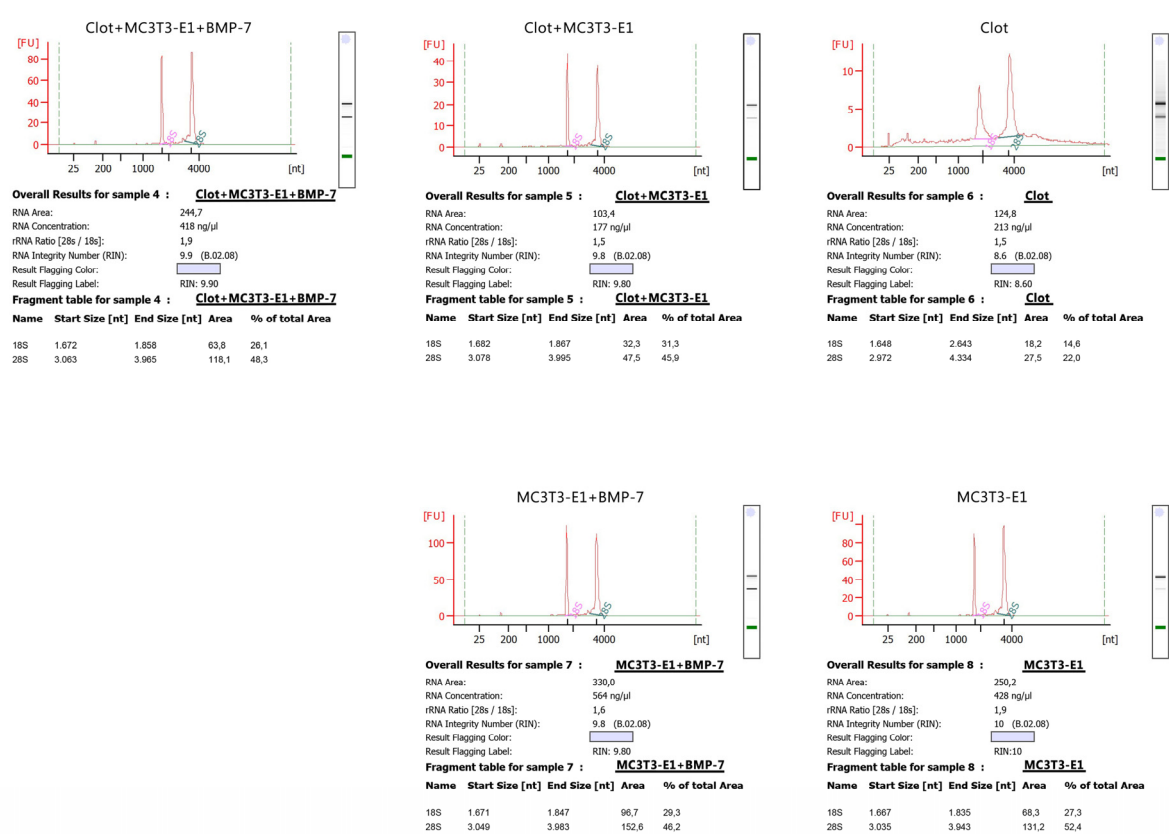 Clot+MC3T3-E1+BMP-7
[FU]
80
60
40
20
0
18S
28S
25 200 1000 4000 [nt]
Overall Results for sample 4 : Clot+MC3T3-E1+BMP-7
RNA Area: 244,7
RNA Concentration: 418 ng/µl
rRNA Ratio [28s / 18s]: 1,9
RNA Integrity Number (RIN): 9.9 (B.02.08)
Result Flagging Color:
Result Flagging Label: RIN: 9.90
Fragment table for sample 4 : Clot+MC3T3-E1+BMP-7
Name Start Size [nt] End Size [nt] Area % of total Area
18S 1.672 1.858 63,8 26,1
28S 3.063 3.965 118,1 48,3
Clot+MC3T3-E1
[FU]
40
30
20
10
0
18S
28S
25 200 1000 4000 [nt]
Overall Results for sample 5 : Clot+MC3T3-E1
RNA Area: 103,4
RNA Concentration: 177 ng/µl
rRNA Ratio [28s / 18s]: 1,5
RNA Integrity Number (RIN): 9.8 (B.02.08)
Result Flagging Color:
Result Flagging Label: RIN: 9.80
Fragment table for sample 5 : Clot+MC3T3-E1
Name Start Size [nt] End Size [nt] Area % of total Area
18S 1.682 1.867 32,3 31,3
28S 3.078 3.995 47,5 45,9
Clot
[FU]
10
5
0
18S
28S
25 200 1000 4000 [nt]
Overall Results for sample 6 : Clot
RNA Area: 124,8
RNA Concentration: 213 ng/µl
rRNA Ratio [28s / 18s]: 1,5
RNA Integrity Number (RIN): 8.6 (B.02.08)
Result Flagging Color:
Result Flagging Label: RIN: 8.60
Fragment table for sample 6 : Clot
Name Start Size [nt] End Size [nt] Area % of total Area
18S 1.648 2.643 18,2 14,6
28S 2.972 4.334 27,5 22,0
MC3T3-E1+BMP-7
[FU]
100
50
0
18S
28S
25 200 1000 4000 [nt]
Overall Results for sample 7 : MC3T3-E1+BMP-7
RNA Area: 330,0
RNA Concentration: 564 ng/µl
rRNA Ratio [28s / 18s]: 1,6
RNA Integrity Number (RIN): 9.8 (B.02.08)
Result Flagging Color:
Result Flagging Label: RIN: 9.80
Fragment table for sample 7 : MC3T3-E1+BMP-7
Name Start Size [nt] End Size [nt] Area % of total Area
18S 1.671 1.847 96,7 29,3
28S 3.049 3.983 152,6 46,2
MC3T3-E1
[FU]
80
60
40
20
0
18S
28S
25 200 1000 4000 [nt]
Overall Results for sample 8 : MC3T3-E1
RNA Area: 250,2
RNA Concentration: 428 ng/µl
rRNA Ratio [28s / 18s]: 1,9
RNA Integrity Number (RIN): 10 (B.02.08)
Result Flagging Color:
Result Flagging Label: RIN:10
Fragment table for sample 8 : MC3T3-E1
Name Start Size [nt] End Size [nt] Area % of total Area
18S 1.667 1.835 68,3 27,3
28S 3.035 3.943 131,2 52,4